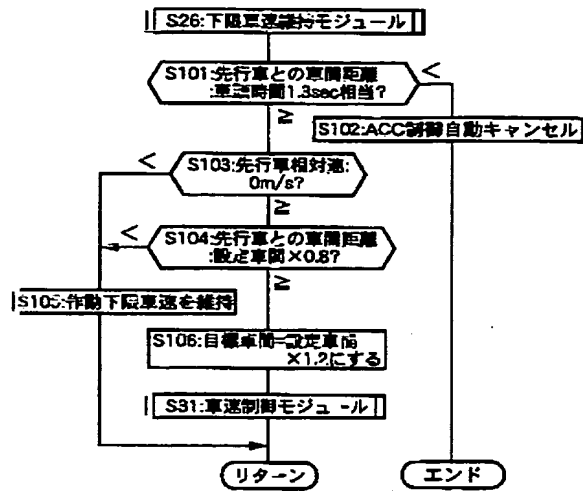 S26:下限車速維持モジュール
S101:先行車との車間距離
:車頭時間1.3sec相当?
<
≧
S102:ACC制御自動キャンセル
<
S103:先行車相対速:
0m/s?
≧
<
S104:先行車との車間距離
:設定車間×0.8?
≧
S105:作動下限車速を維持
S106:目標車間=設定車間
×1.2にする
S31:車速制御モジュール
リターン
エンド